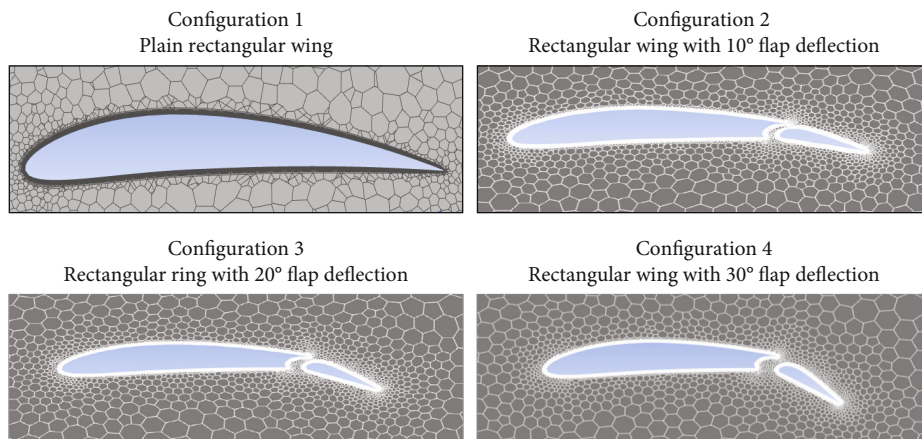 Configuration 1
Plain rectangular wing
Configuration 2
Rectangular wing with 10° flap deflection
Configuration 3
Rectangular ring with 20° flap deflection
Configuration 4
Rectangular wing with 30° flap deflection